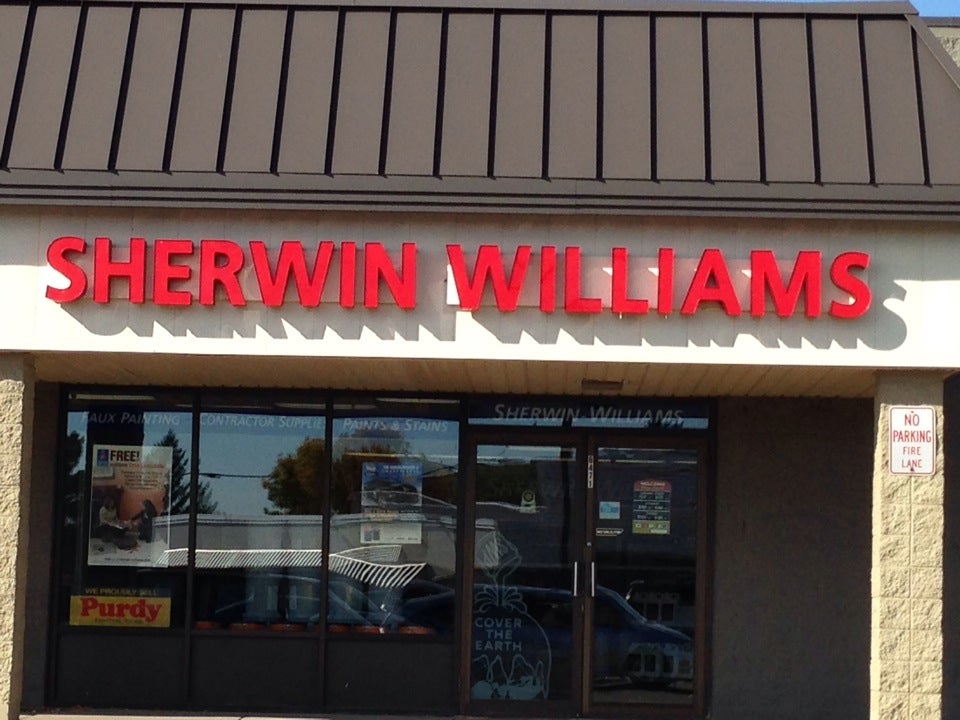 SHERWIN WILLIAMS
FAUX PAINTING
CONTRACTOR SUPPLIES
PAINTS & STAINS
SHERWIN-WILLIAMS
NO
PARKING
FIRE
LANE
FREE!
WELCOME
WE PROUDLY SELL
Purdy
COVER
THE
EARTH